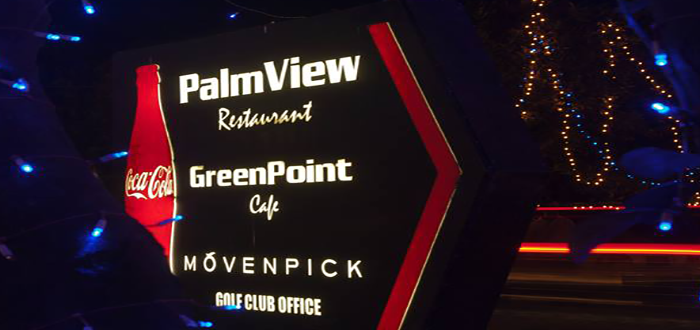 PalmView
Restaurant
Coca-Cola
GreenPoint
Cafe
MÖVENPICK
GOLF CLUB OFFICE